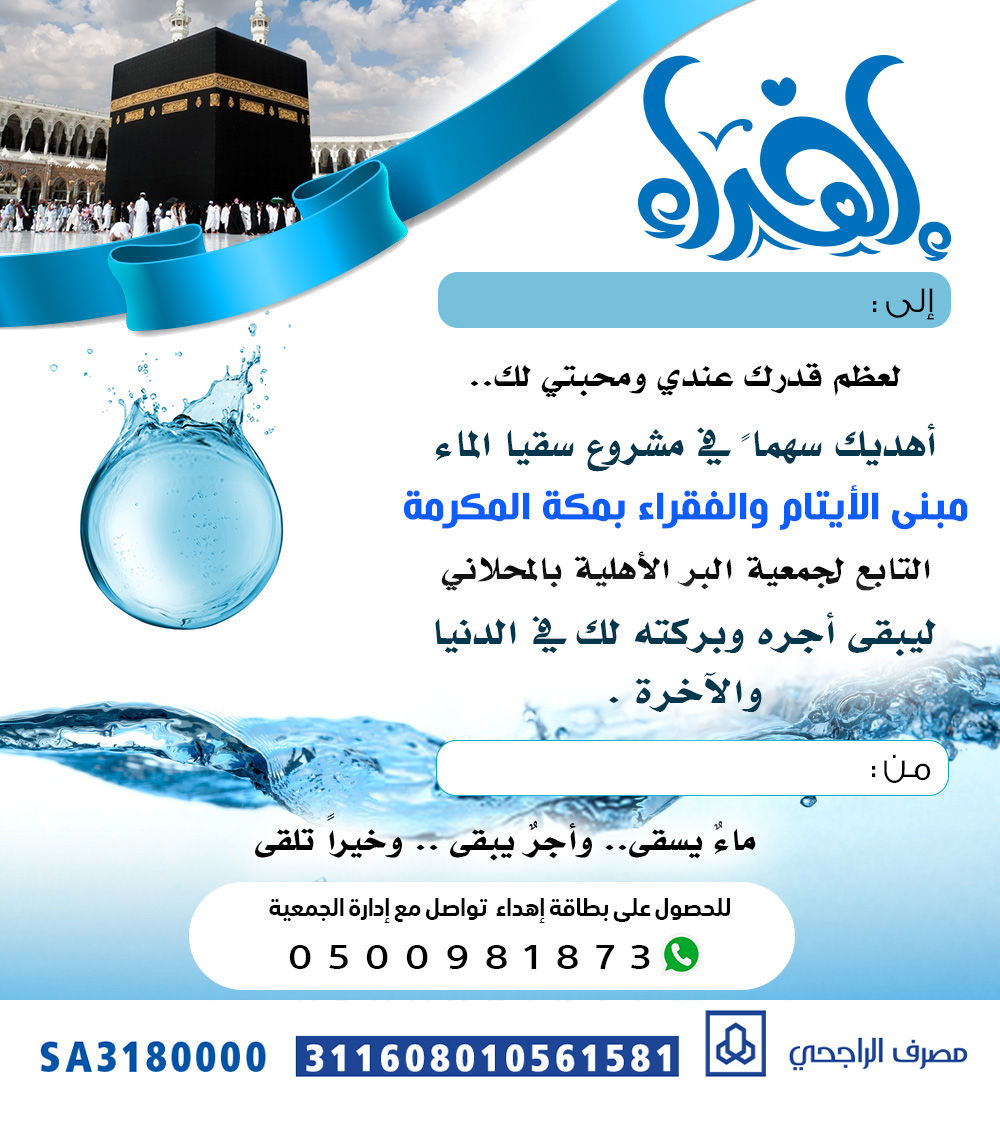 إهداء
إلى :
لعظم قدرك عندي ومحبتي لك..
أهديك سهماً في مشروع سقيا الماء
مبنى الأيتام والفقراء بمكة المكرمة
التابع لجمعية البر الأهلية بالمحلاني
ليبقى أجره وبركته لك في الدنيا
والآخرة .
من :
ماءٌ يسقى.. وأجرٌ يبقى .. وخيراً تلقى
للحصول على بطاقة إهداء تواصل مع إدارة الجمعية
0500981873
مصرف الراجحي
SA3180000 311608010561581